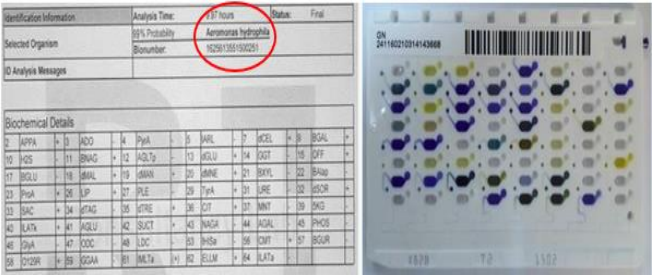 Identification Information
Analysis Time: 9.97 hours Status: Final
Selected Organism
99% Probability Aeromonas hydrophila
Bionumber:
ID Analysis Messages
Biochemical Details
2 APPA + 3 ADO - 4 PyrA - 5 IARL - 7 dCEL + 9 BGAL +
10 H2S - 11 BNAG + 12 AGLTp - 13 dGLU + 14 GGT - 15 OFF +
17 BGLU - 18 dMAL + 19 dMAN + 20 dMNE + 21 BXYL - 22 BAlap -
23 ProA + 26 LIP - 27 PLE - 29 TyrA + 31 URE - 32 dSOR
33 SAC + 34 dTAG - 35 dTRE + 36 CIT + 37 MNT - 39 5KG -
40 ILATk + 41 AGLU - 42 SUCT + 43 NAGA - 44 AGAL - 45 PHOS
46 GlyA - 47 ODC - 48 LDC - 53 IHISa - 56 CMT + 57 BGUR -
58 O129R + 59 GGAA - 61 IMLTa (+) 62 ELLM + 64 ILATa -
GN